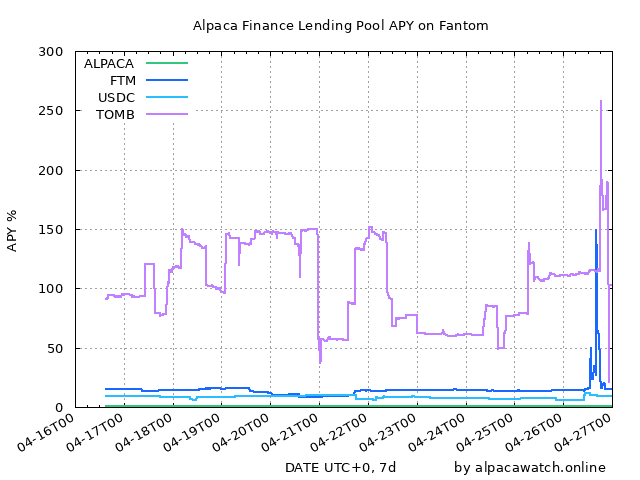 Alpaca Finance Lending Pool APY on Fantom
300
250
200
150
100
50
0
APY %
ALPACA
FTM
USDC
TOMB
04-16T00
04-17T00
04-18T00
04-19T00
04-20T00
04-21T00
04-22T00
04-23T00
04-24T00
04-25T00
04-26T00
04-27T00
DATE UTC+0, 7d
by alpacawatch.online